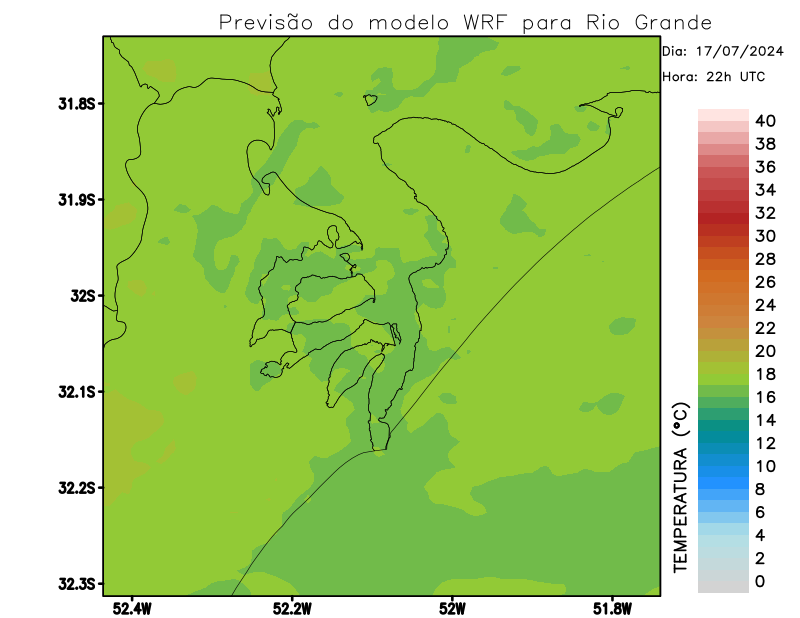 Previsão do modelo WRF para Rio Grande
Dia: 17/07/2024
Hora: 22h UTC
31.8S
31.9S
32S
32.1S
32.2S
32.3S
52.4W
52.2W
52W
51.8W
TEMPERATURA (°C)
40
38
36
34
32
30
28
26
24
22
20
18
16
14
12
10
8
6
4
2
0